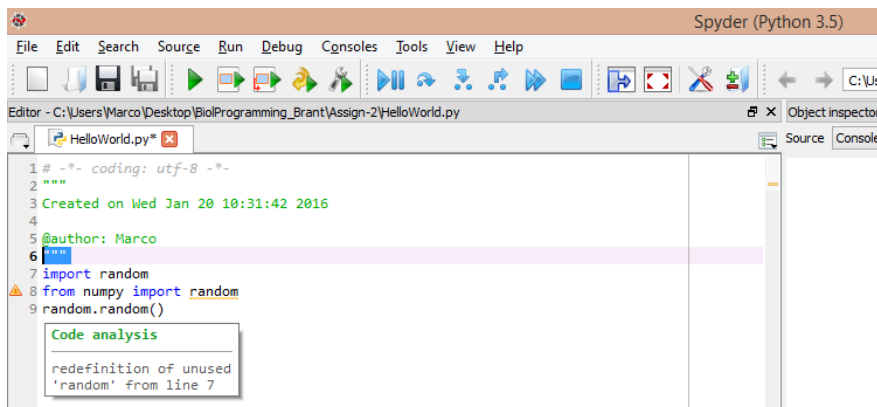 Spyder (Python 3.5)
File Edit Search Source Run Debug Consoles Tools View Help
C:\Us
Editor - C:\Users\Marco\Desktop\BiolProgramming_Brant\Assign-2\HelloWorld.py
Object inspector
HelloWorld.py*
Source Console
1 # -*- coding: utf-8 -*-
2 """
3 Created on Wed Jan 20 10:31:42 2016
4
5 @author: Marco
6 """
7 import random
8 from numpy import random
9 random.random()
Code analysis
redefinition of unused
'random' from line 7